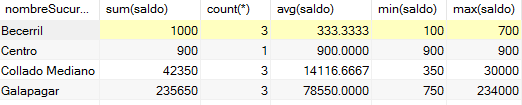 nombreSucur... sum(saldo) count(*) avg(saldo) min(saldo) max(saldo)
Becerril 1000 3 333.3333 100 700
Centro 900 1 900.0000 900 900
Collado Mediano 42350 3 14116.6667 350 30000
Galapagar 235650 3 78550.0000 750 234000